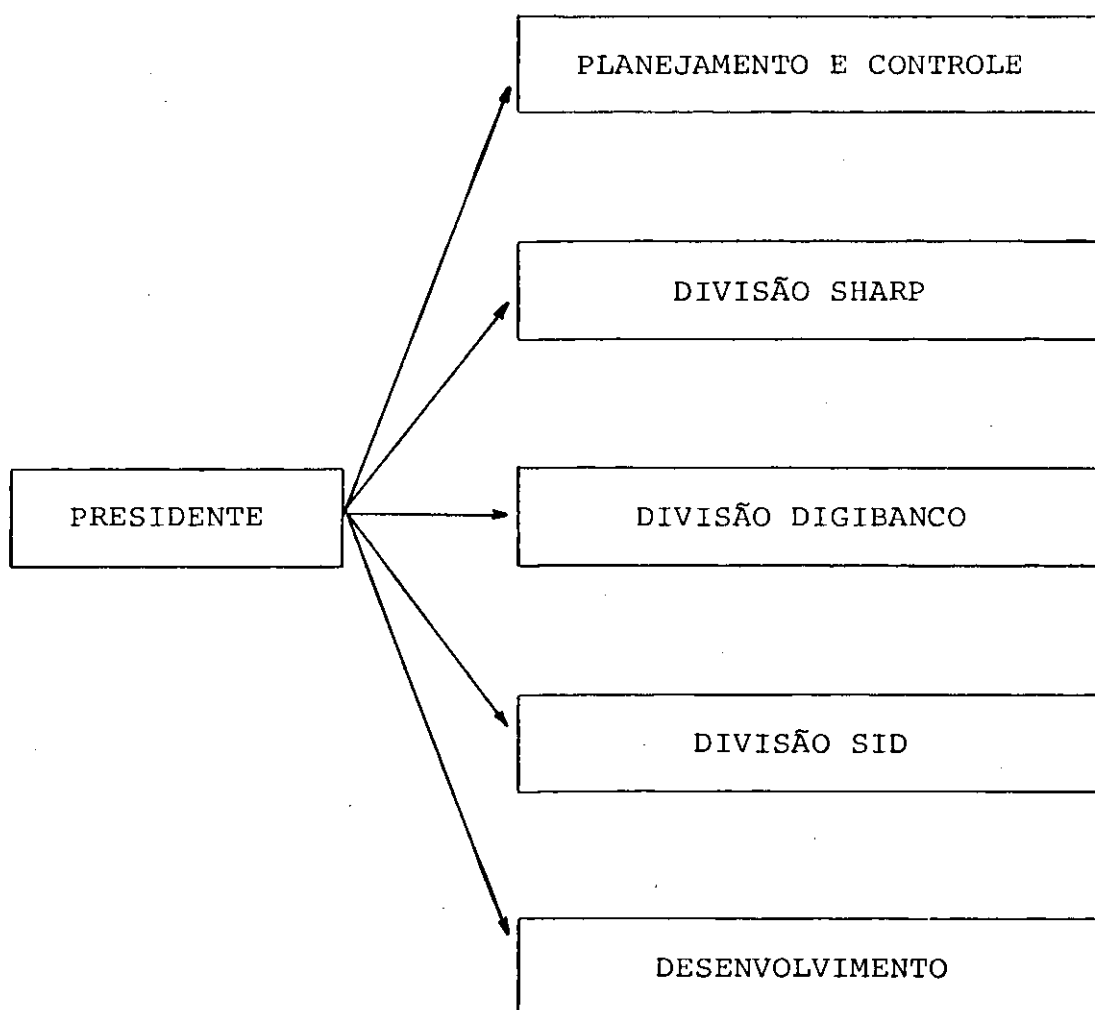 PLANEJAMENTO E CONTROLE
DIVISÃO SHARP
PRESIDENTE
DIVISÃO DIGIBANCO
DIVISÃO SID
DESENVOLVIMENTO